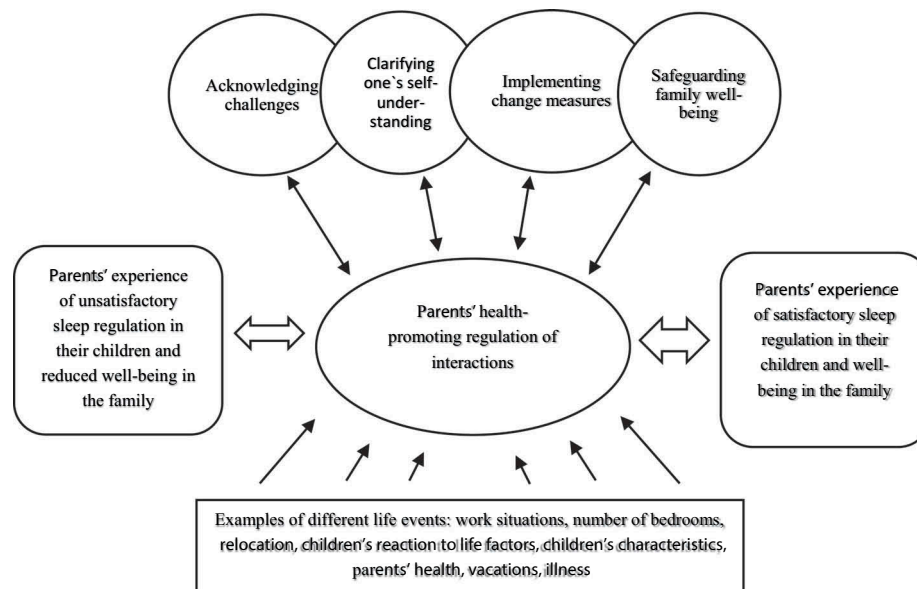 Acknowledging
challenges
Clarifying
one`s self-
under-
standing
Implementing
change measures
Safeguarding
family well-
being
Parents’ experience
of unsatisfactory
sleep regulation in
their children and
reduced well-being in
the family
Parents’ health-
promoting regulation of
interactions
Parents’ experience
of satisfactory sleep
regulation in their
children and well-
being in the family
Examples of different life events: work situations, number of bedrooms,
relocation, children’s reaction to life factors, children’s characteristics,
parents’ health, vacations, illness